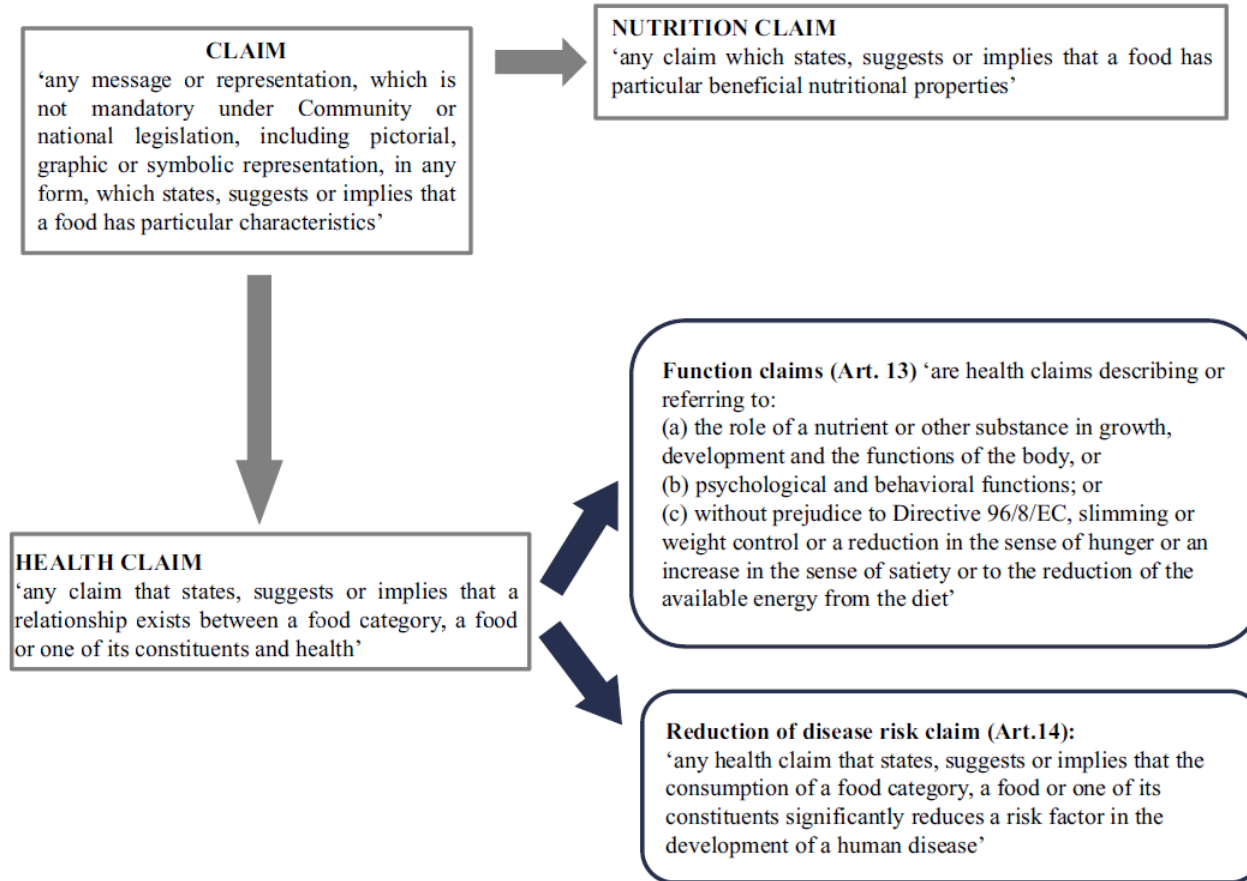 CLAIM
‘any message or representation, which is
not mandatory under Community or
national legislation, including pictorial,
graphic or symbolic representation, in any
form, which states, suggests or implies that
a food has particular characteristics’
NUTRITION CLAIM
‘any claim which states, suggests or implies that a food has
particular beneficial nutritional properties’
HEALTH CLAIM
‘any claim that states, suggests or implies that a
relationship exists between a food category, a food
or one of its constituents and health’
Function claims (Art. 13) ‘are health claims describing or
referring to:
(a) the role of a nutrient or other substance in growth,
development and the functions of the body, or
(b) psychological and behavioral functions; or
(c) without prejudice to Directive 96/8/EC, slimming or
weight control or a reduction in the sense of hunger or an
increase in the sense of satiety or to the reduction of the
available energy from the diet’
Reduction of disease risk claim (Art.14):
‘any health claim that states, suggests or implies that the
consumption of a food category, a food or one of its
constituents significantly reduces a risk factor in the
development of a human disease’